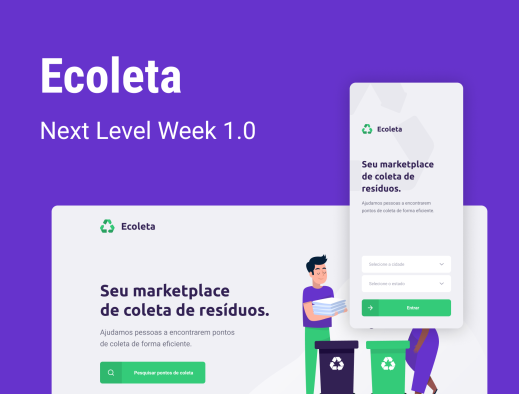 Ecoleta
Next Level Week 1.0
Ecoleta
Seu marketplace
de coleta de
resíduos.
Ajudamos pessoas a encontrarem
pontos de coleta de forma eficiente.
Selecione a cidade
Selecione o estado
Entrar
Ecoleta
Seu marketplace
de coleta de resíduos.
Ajudamos pessoas a encontrarem pontos
de coleta de forma eficiente.
Pesquisar pontos de coleta